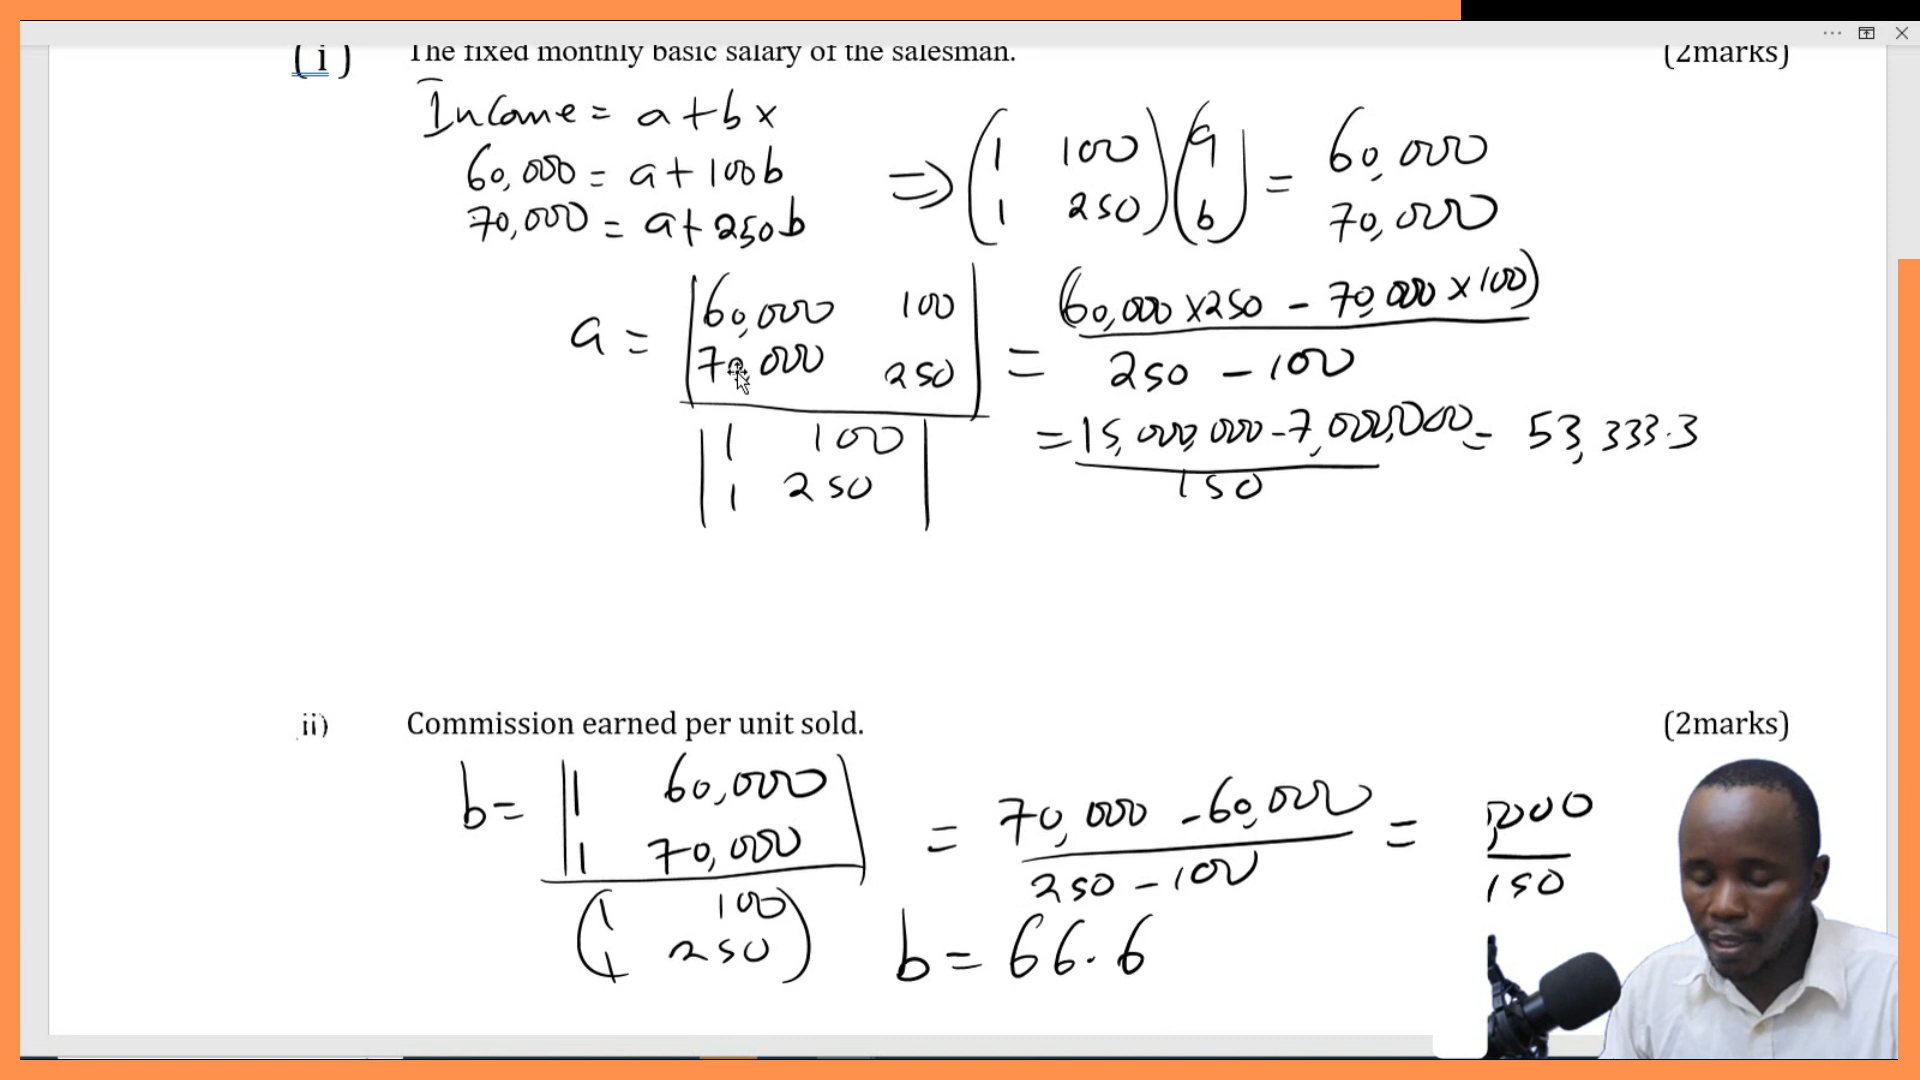 (i) The fixed monthly basic salary of the salesman. (2marks)
Income = a+bx
60,000 = a+100b
70,000 = a+250b
=> (1 100) (a) = 60,000
(1 250) (b) 70,000
a = |60,000 100| = (60,000 x250 - 70,000 x100)
|70,000 250| 250 - 100
|1 100| = 15,000,000 - 7,000,000 = 53,333.3
|1 250| 150
ii) Commission earned per unit sold. (2marks)
b = |1 60,000| = 70,000 - 60,000 =
|1 70,000| 250 - 100 150
(1 100)
(1 250) b = 66.6